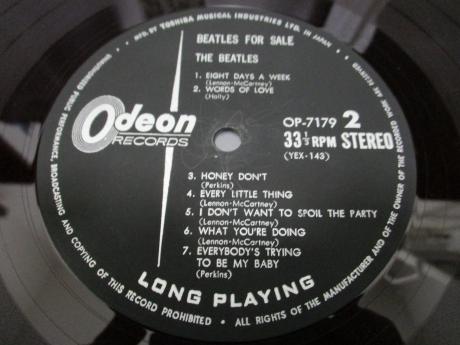 MFD. BY TOSHIBA MUSICAL INDUSTRIES LTD. IN JAPAN
BEATLES FOR SALE
THE BEATLES
1. EIGHT DAYS A WEEK
(Lennon-McCartney)
2. WORDS OF LOVE
(Holly)
Odeon
RECORDS
OP-7179 2
33⅓ RPM STEREO
(YEX-143)
3. HONEY DON'T
(Perkins)
4. EVERY LITTLE THING
(Lennon-McCartney)
5. I DON'T WANT TO SPOIL THE PARTY
(Lennon-McCartney)
6. WHAT YOU'RE DOING
(Lennon-McCartney)
7. EVERYBODY'S TRYING
TO BE MY BABY
(Perkins)
LONG PLAYING
UNAUTHORIZED PUBLIC PERFORMANCE, BROADCASTING AND COPYING OF THIS RECORD PROHIBITED • ALL RIGHTS OF THE MANUFACTURER AND OF THE OWNER OF THE RECORDED WORK ARE RESERVED